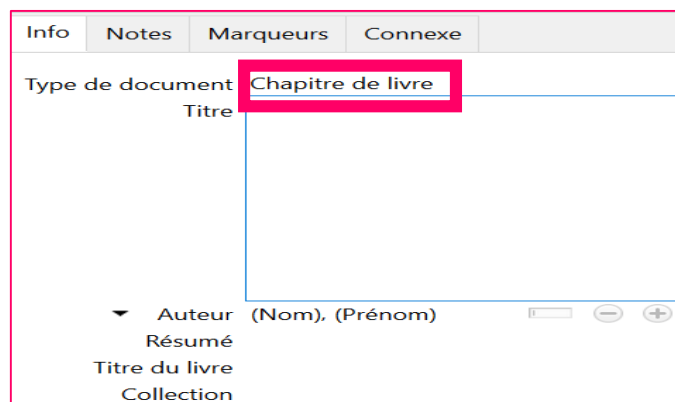 Info Notes Marqueurs Connexe
Type de document Chapitre de livre
Titre
Auteur (Nom), (Prénom)
Résumé
Titre du livre
Collection